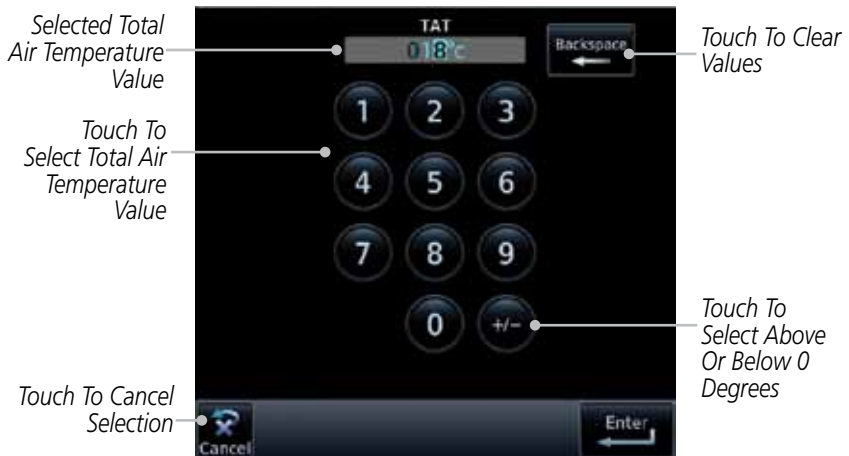 Selected Total
Air Temperature
Value
TAT
018°c
Backspace
Touch To Clear
Values
Touch To
Select Total Air
Temperature
Value
1 2 3
4 5 6
7 8 9
0 +/−
Touch To
Select Above
Or Below 0
Degrees
Touch To Cancel
Selection
Cancel
Enter